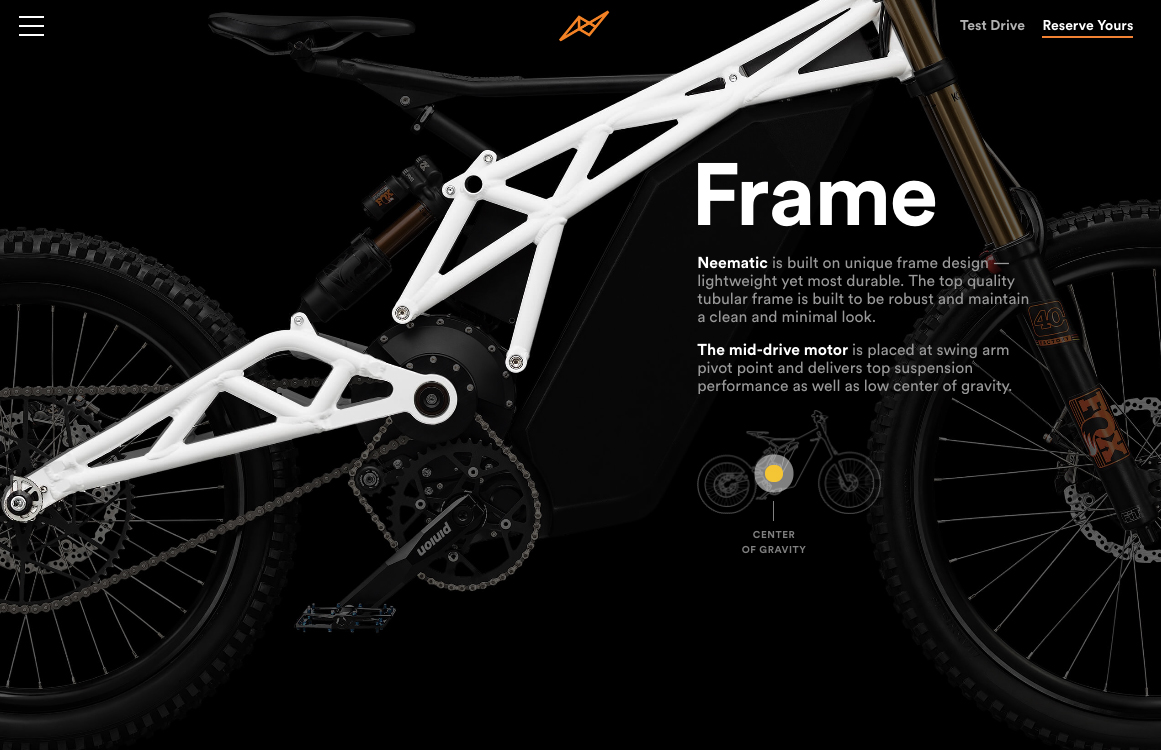 Test Drive
Reserve Yours
Frame
Neematic is built on unique frame design —
lightweight yet most durable. The top quality
tubular frame is built to be robust and maintain
a clean and minimal look.
The mid-drive motor is placed at swing arm
pivot point and delivers top suspension
performance as well as low center of gravity.
40
FOX
pinion
CENTER
OF GRAVITY